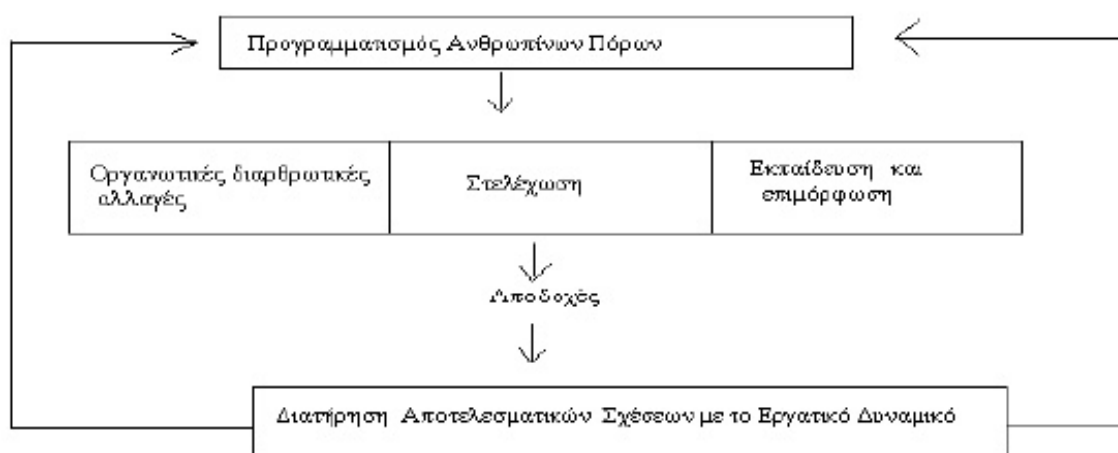 Προγραμματισμός Ανθρωπίνων Πόρων
Οργανωτικές, διαρθρωτικές
αλλαγές
Στελέχωση
Εκπαίδευση και
επιμόρφωση
Αποδοχές
Διατήρηση Αποτελεσματικών Σχέσεων με το Εργατικό Δυναμικό